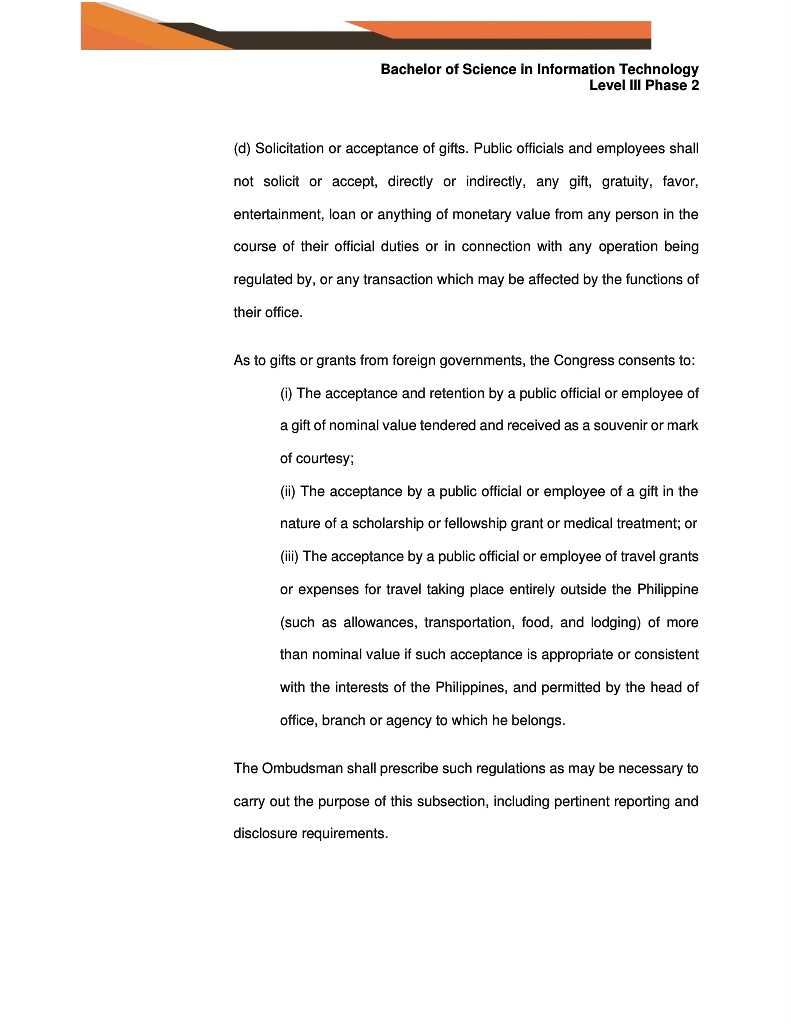 Bachelor of Science in Information Technology
Level III Phase 2
(d) Solicitation or acceptance of gifts. Public officials and employees shall
not solicit or accept, directly or indirectly, any gift, gratuity, favor,
entertainment, loan or anything of monetary value from any person in the
course of their official duties or in connection with any operation being
regulated by, or any transaction which may be affected by the functions of
their office.
As to gifts or grants from foreign governments, the Congress consents to:
(i) The acceptance and retention by a public official or employee of
a gift of nominal value tendered and received as a souvenir or mark
of courtesy;
(ii) The acceptance by a public official or employee of a gift in the
nature of a scholarship or fellowship grant or medical treatment; or
(iii) The acceptance by a public official or employee of travel grants
or expenses for travel taking place entirely outside the Philippine
(such as allowances, transportation, food, and lodging) of more
than nominal value if such acceptance is appropriate or consistent
with the interests of the Philippines, and permitted by the head of
office, branch or agency to which he belongs.
The Ombudsman shall prescribe such regulations as may be necessary to
carry out the purpose of this subsection, including pertinent reporting and
disclosure requirements.